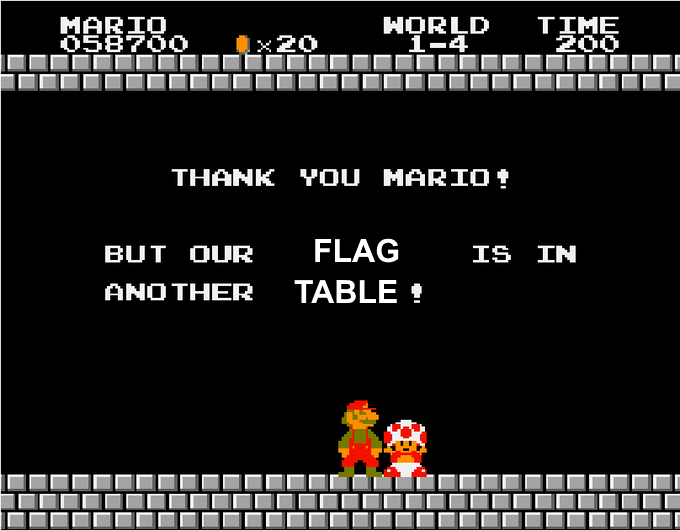 MARIO WORLD TIME
058700 ×20 1-4 200
THANK YOU MARIO!
BUT OUR FLAG IS IN
ANOTHER TABLE !